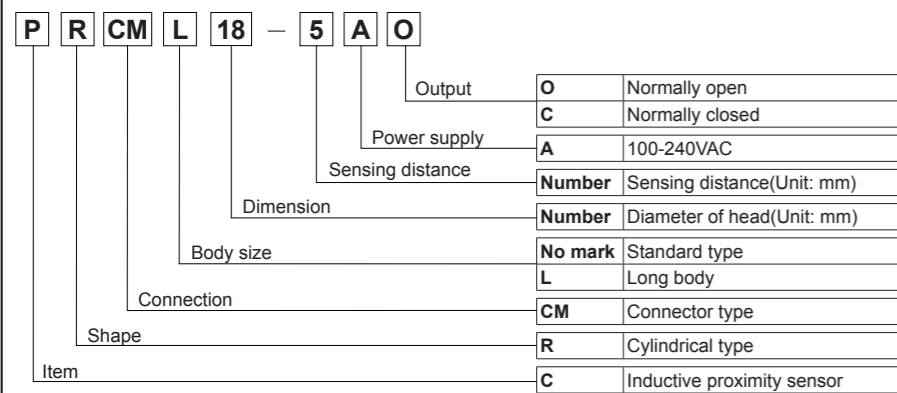 P R CM L 18 – 5 A O
Output
O Normally open
C Normally closed
Power supply
A 100-240VAC
Sensing distance
Number Sensing distance(Unit: mm)
Dimension
Number Diameter of head(Unit: mm)
Body size
No mark Standard type
L Long body
Connection
CM Connector type
Shape
R Cylindrical type
Item
C Inductive proximity sensor